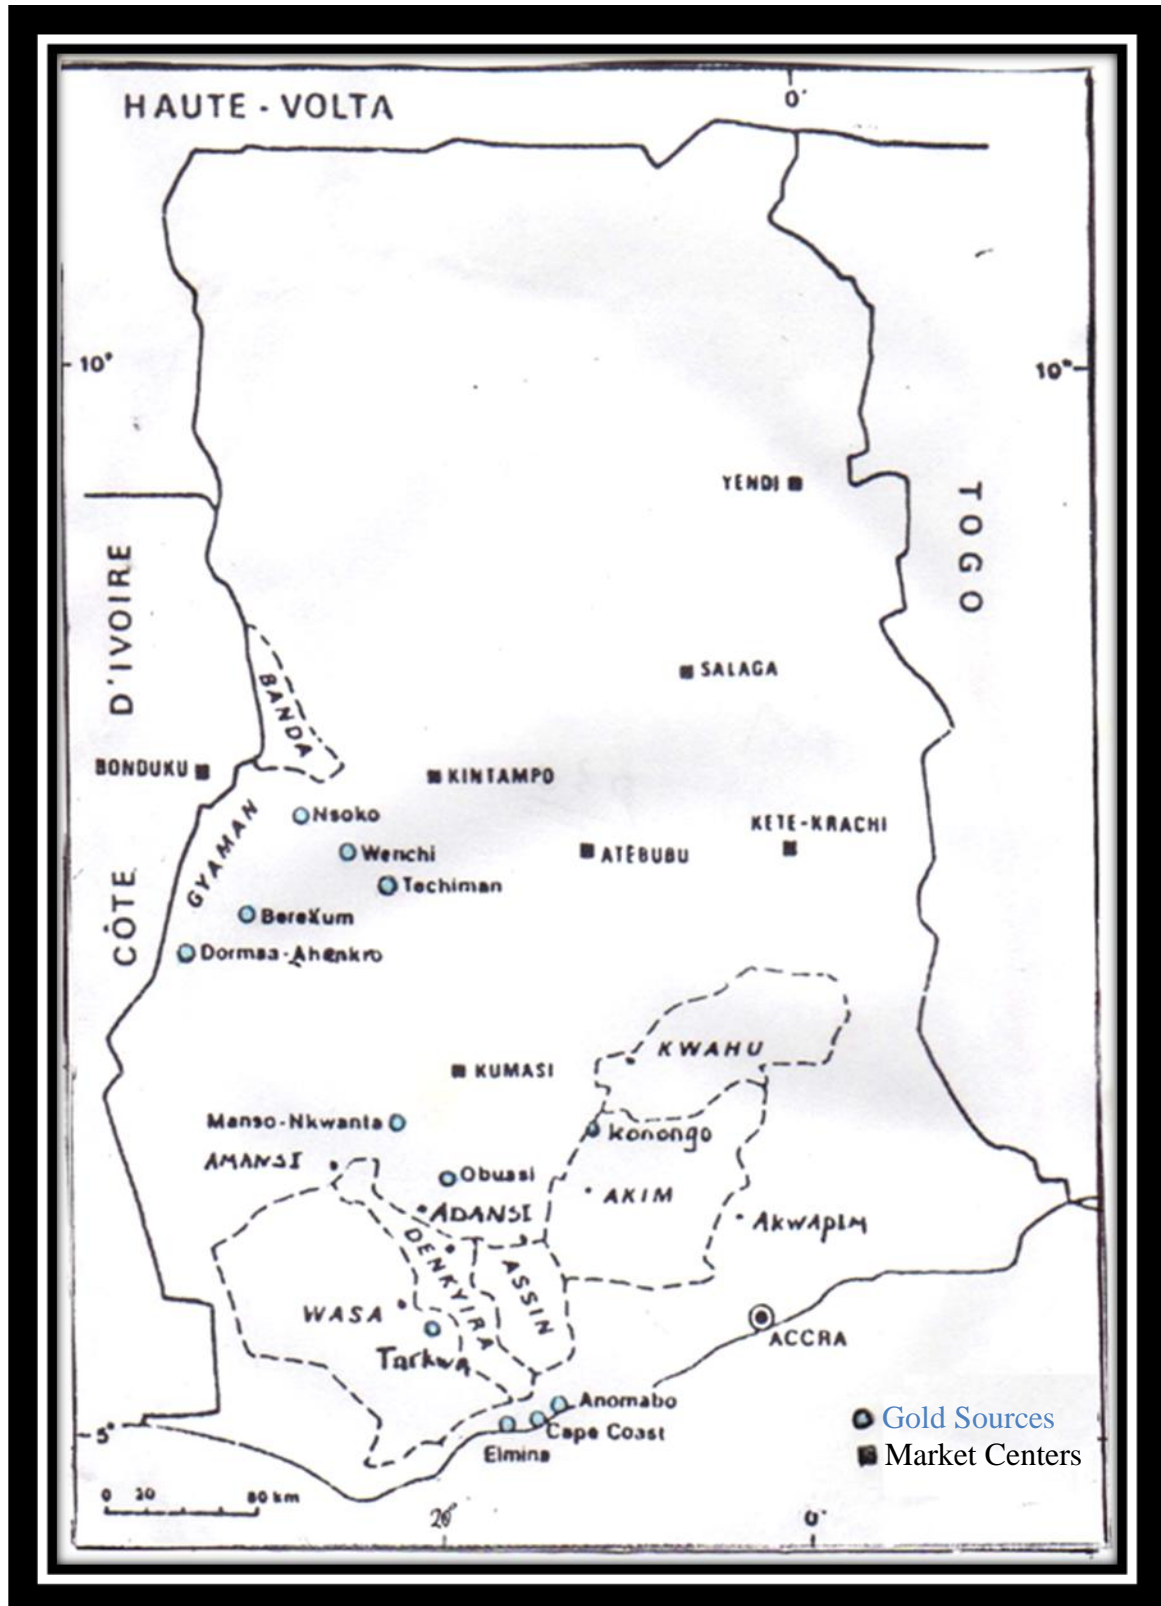 HAUTE - VOLTA
0°
10°
10°
YENDI
TOGO
CÔTE D'IVOIRE
SALAGA
BANDA
BONDUKU
KINTAMPO
Nsoko
GYAMAN
KETE-KRACHI
Wenchi
ATEBUBU
Techiman
Berekum
Dormaa-Ahenkro
KWAHU
KUMASI
Manso-Nkwanta
Konongo
AMANSI
Obuasi
AKIM
ADANSI
Akwapim
DENKYIRA
ASSIN
WASA
Tarkwa
ACCRA
Anomabo
Cape Coast
Elmina
Gold Sources
Market Centers
5°
0 20 80 km
20°
0°